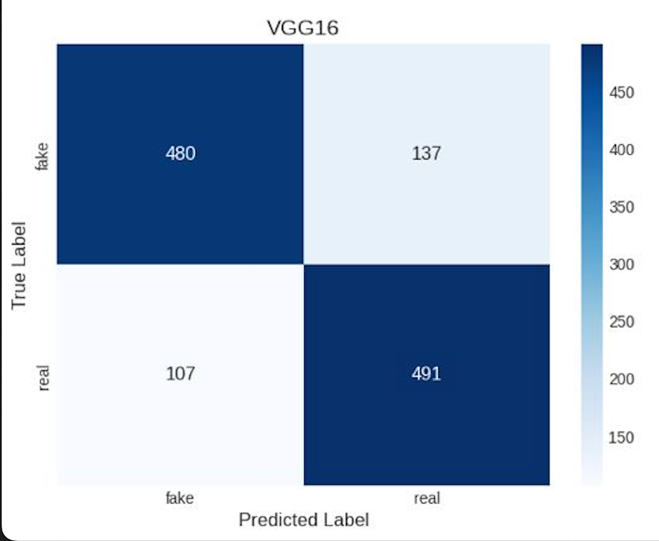 VGG16
fake
480
137
True Label
real
107
491
fake
real
Predicted Label
450
400
350
300
250
200
150